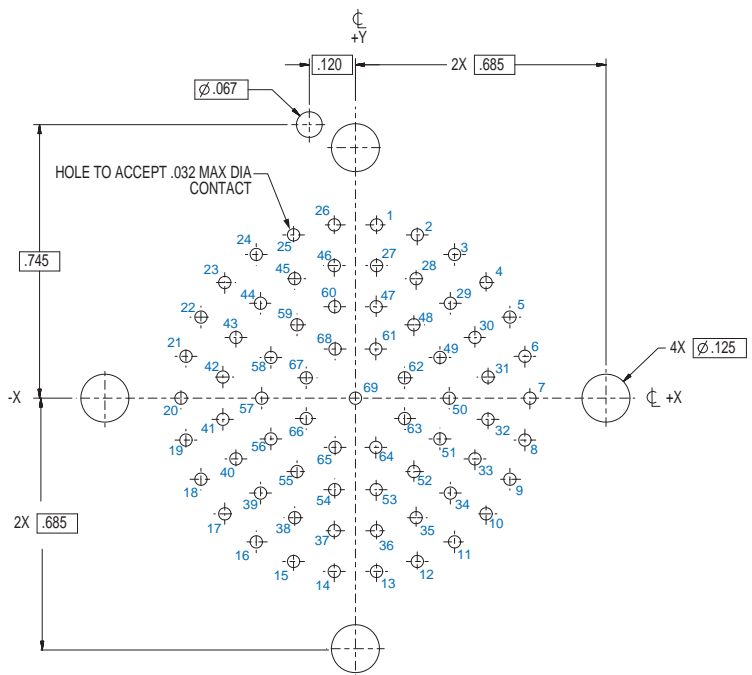 ℄
+Y
.120
2X .685
Ø.067
HOLE TO ACCEPT .032 MAX DIA
CONTACT
26 1
25 2
24 3
46 27
23 45 28 4
44 60 47 29
22 59 48 5
43 30
.745
21 68 61 6
58 49
4X Ø.125
42 67 62 31
-X 20 57 69 50 7 ℄ +X
41 66 63 32
19 56 51 8
40 65 64 33
18 55 52 9
39 54 53 34
17 38 35 10
2X .685
37 36
16 11
15 12
14 13